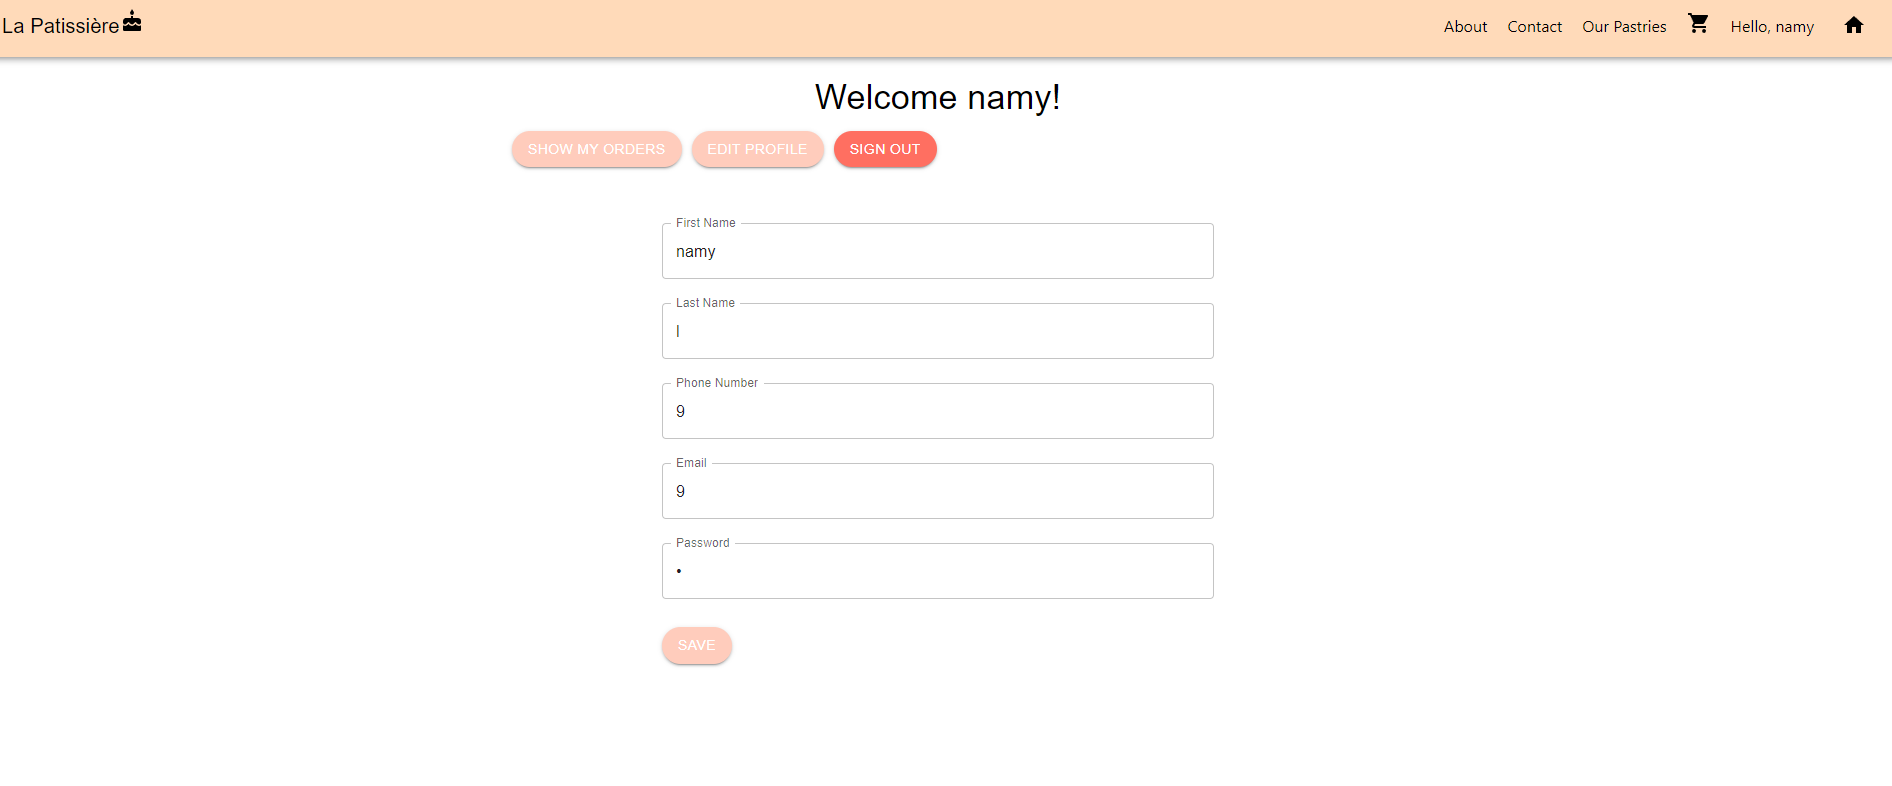 La Patissière
About Contact Our Pastries Hello, namy
Welcome namy!
SHOW MY ORDERS EDIT PROFILE SIGN OUT
First Name
namy
Last Name
l
Phone Number
9
Email
9
Password
•
SAVE